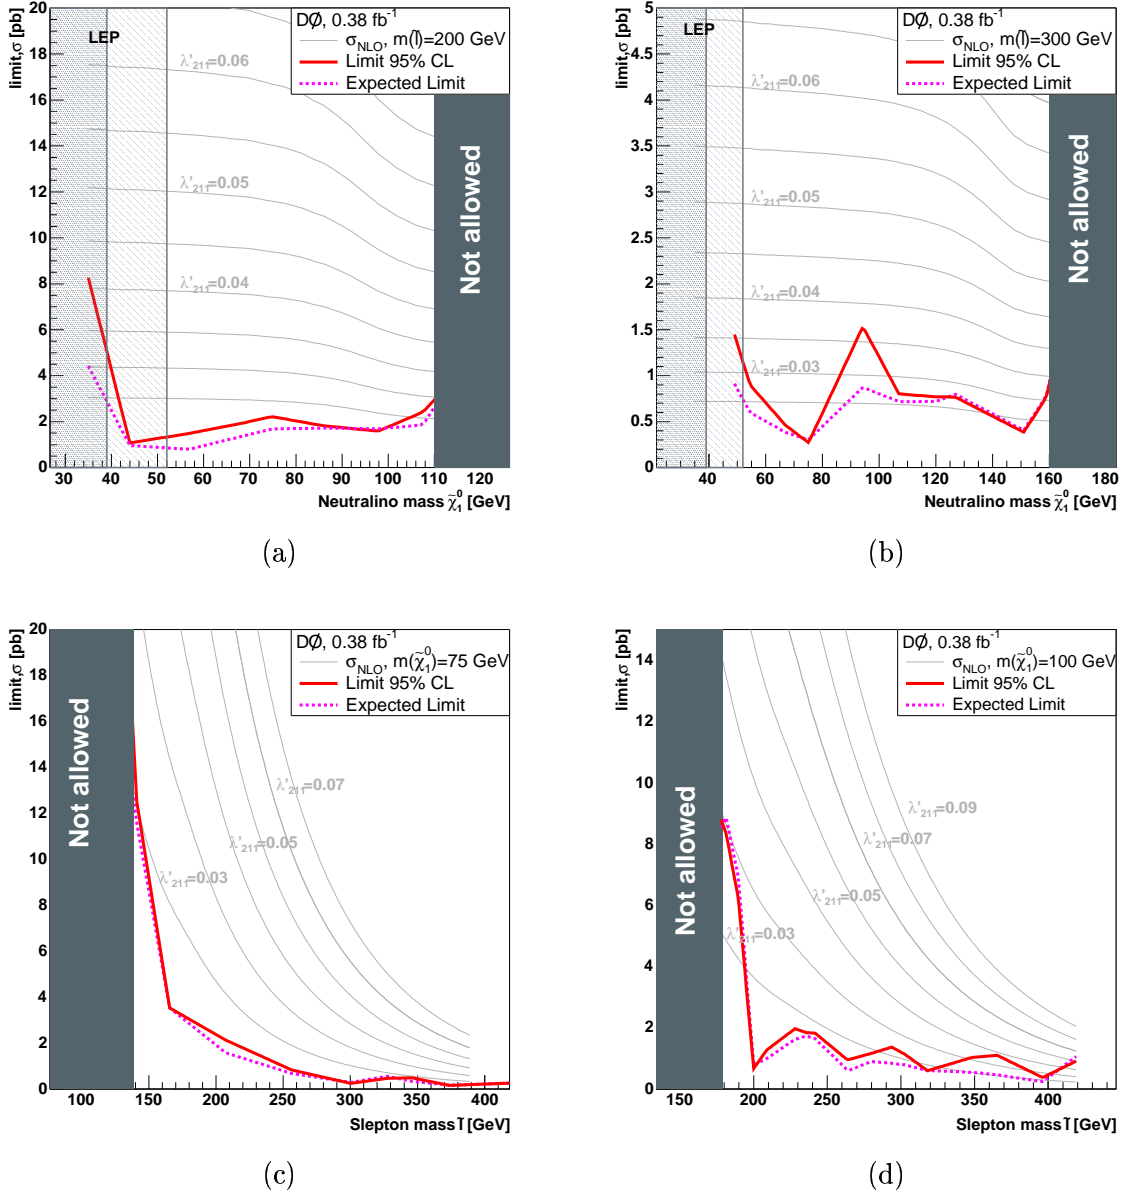 limit,σ [pb]
20
18
16
14
12
10
8
6
4
2
0
LEP
DØ, 0.38 fb⁻¹
σNLO, m(l̃)=200 GeV
Limit 95% CL
Expected Limit
λ'₂₁₁=0.06
λ'₂₁₁=0.05
λ'₂₁₁=0.04
Not allowed
30 40 50 60 70 80 90 100 110 120
Neutralino mass χ̃₁⁰ [GeV]
(a)
limit,σ [pb]
5
4.5
4
3.5
3
2.5
2
1.5
1
0.5
0
LEP
DØ, 0.38 fb⁻¹
σNLO, m(l̃)=300 GeV
Limit 95% CL
Expected Limit
λ'₂₁₁=0.06
λ'₂₁₁=0.05
λ'₂₁₁=0.04
λ'₂₁₁=0.03
Not allowed
40 60 80 100 120 140 160 180
Neutralino mass χ̃₁⁰ [GeV]
(b)
limit,σ [pb]
20
18
16
14
12
10
8
6
4
2
0
Not allowed
DØ, 0.38 fb⁻¹
σNLO, m(χ̃₁⁰)=75 GeV
Limit 95% CL
Expected Limit
λ'₂₁₁=0.07
λ'₂₁₁=0.05
λ'₂₁₁=0.03
100 150 200 250 300 350 400
Slepton mass l̃ [GeV]
(c)
limit,σ [pb]
14
12
10
8
6
4
2
0
Not allowed
DØ, 0.38 fb⁻¹
σNLO, m(χ̃₁⁰)=100 GeV
Limit 95% CL
Expected Limit
λ'₂₁₁=0.09
λ'₂₁₁=0.07
λ'₂₁₁=0.05
λ'₂₁₁=0.03
150 200 250 300 350 400
Slepton mass l̃ [GeV]
(d)